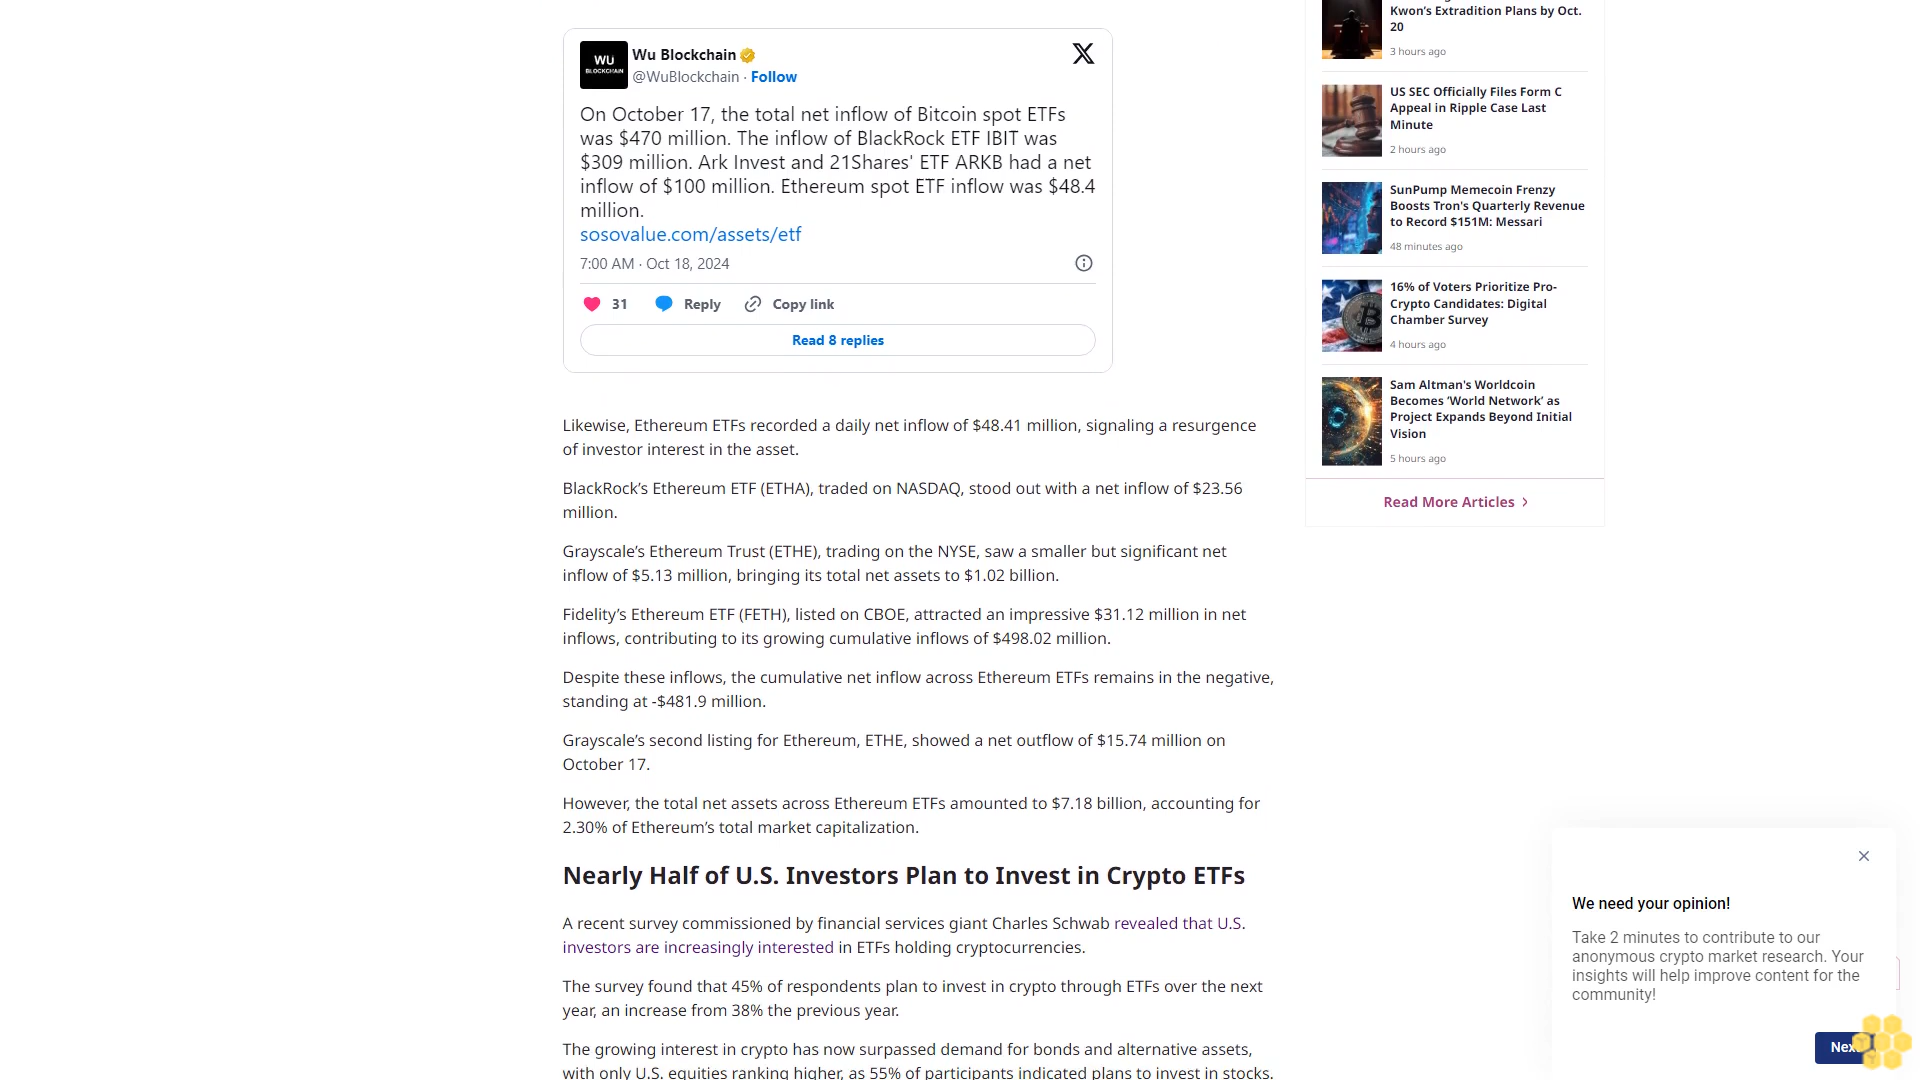 WU
BLOCKCHAIN
Wu Blockchain
@WuBlockchain · Follow
On October 17, the total net inflow of Bitcoin spot ETFs
was $470 million. The inflow of BlackRock ETF IBIT was
$309 million. Ark Invest and 21Shares' ETF ARKB had a net
inflow of $100 million. Ethereum spot ETF inflow was $48.4
million.
sosovalue.com/assets/etf
7:00 AM · Oct 18, 2024
31 Reply Copy link
Read 8 replies
Likewise, Ethereum ETFs recorded a daily net inflow of $48.41 million, signaling a resurgence
of investor interest in the asset.
BlackRock’s Ethereum ETF (ETHA), traded on NASDAQ, stood out with a net inflow of $23.56
million.
Grayscale’s Ethereum Trust (ETHE), trading on the NYSE, saw a smaller but significant net
inflow of $5.13 million, bringing its total net assets to $1.02 billion.
Fidelity’s Ethereum ETF (FETH), listed on CBOE, attracted an impressive $31.12 million in net
inflows, contributing to its growing cumulative inflows of $498.02 million.
Despite these inflows, the cumulative net inflow across Ethereum ETFs remains in the negative,
standing at -$481.9 million.
Grayscale’s second listing for Ethereum, ETHE, showed a net outflow of $15.74 million on
October 17.
However, the total net assets across Ethereum ETFs amounted to $7.18 billion, accounting for
2.30% of Ethereum’s total market capitalization.
Nearly Half of U.S. Investors Plan to Invest in Crypto ETFs
A recent survey commissioned by financial services giant Charles Schwab revealed that U.S.
investors are increasingly interested in ETFs holding cryptocurrencies.
The survey found that 45% of respondents plan to invest in crypto through ETFs over the next
year, an increase from 38% the previous year.
The growing interest in crypto has now surpassed demand for bonds and alternative assets,
with only U.S. equities ranking higher, as 55% of participants indicated plans to invest in stocks.
Kwon's Extradition Plans by Oct.
20
3 hours ago
US SEC Officially Files Form C
Appeal in Ripple Case Last
Minute
2 hours ago
SunPump Memecoin Frenzy
Boosts Tron's Quarterly Revenue
to Record $151M: Messari
48 minutes ago
16% of Voters Prioritize Pro-
Crypto Candidates: Digital
Chamber Survey
4 hours ago
Sam Altman's Worldcoin
Becomes ‘World Network’ as
Project Expands Beyond Initial
Vision
5 hours ago
Read More Articles
We need your opinion!
Take 2 minutes to contribute to our
anonymous crypto market research. Your
insights will help improve content for the
community!